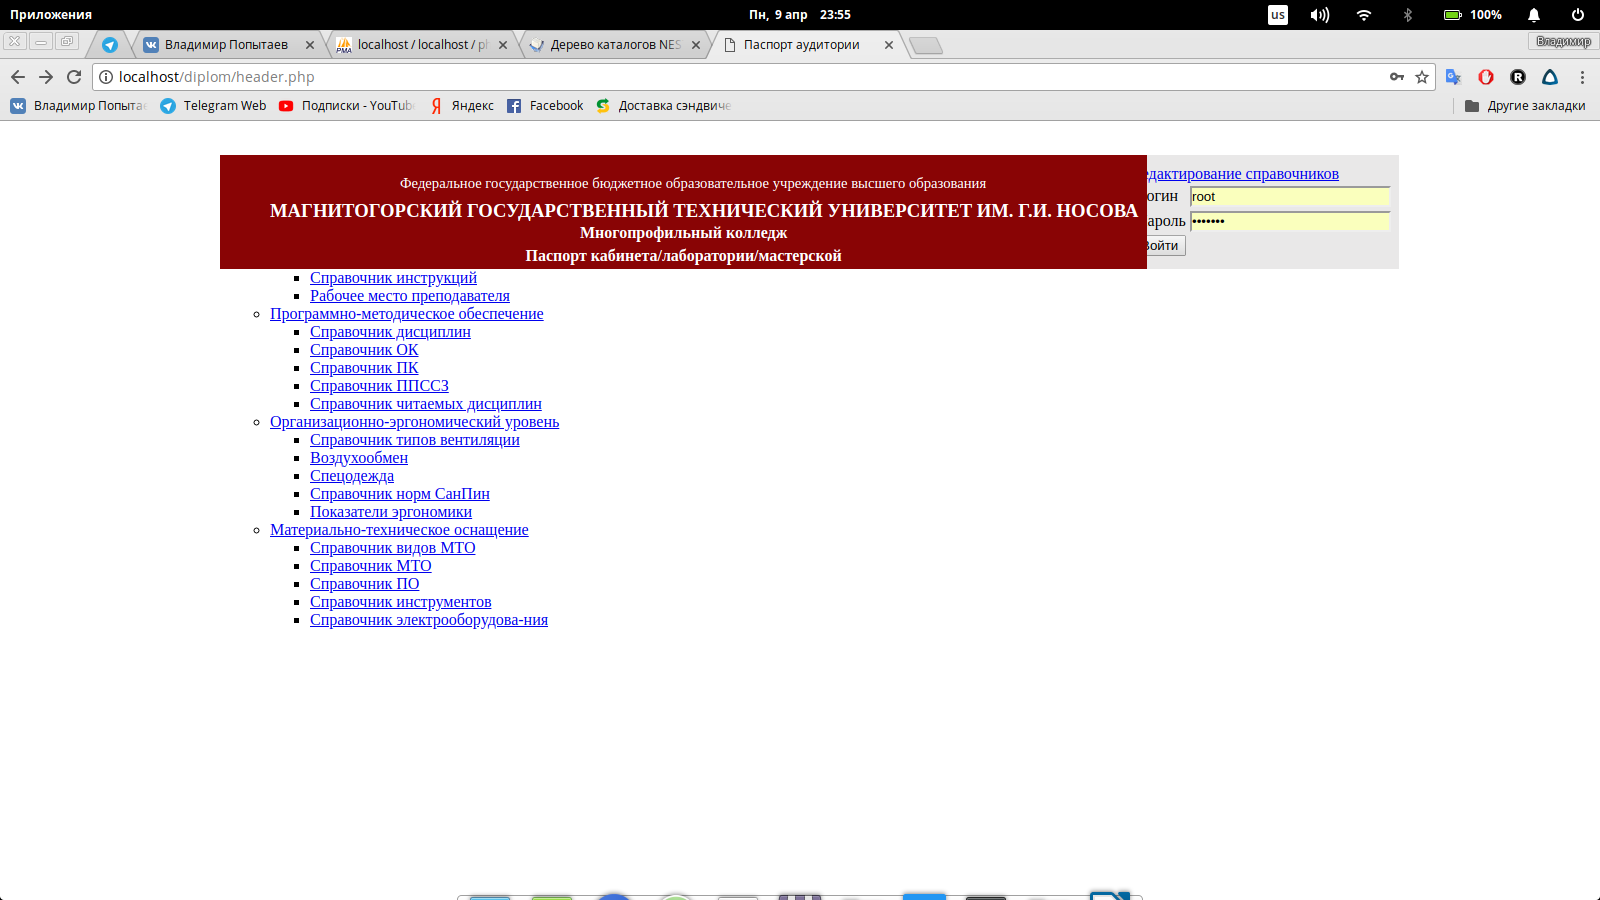 Приложения
Пн, 9 апр 23:55
us
100%
Владимир Попытаев
localhost / localhost / p
Дерево каталогов NES
Паспорт аудитории
Владимир
localhost/diplom/header.php
Владимир Попыта
Telegram Web
Подписки - YouTube
Яндекс
Facebook
Доставка сэндвиче
Другие закладки
Федеральное государственное бюджетное образовательное учреждение высшего образования
МАГНИТОГОРСКИЙ ГОСУДАРСТВЕННЫЙ ТЕХНИЧЕСКИЙ УНИВЕРСИТЕТ ИМ. Г.И. НОСОВА
Многопрофильный колледж
Паспорт кабинета/лаборатории/мастерской
едактирование справочников
огин root
ароль •••••••
Войти
Справочник инструкций
Рабочее место преподавателя
Программно-методическое обеспечение
Справочник дисциплин
Справочник ОК
Справочник ПК
Справочник ППССЗ
Справочник читаемых дисциплин
Организационно-эргономический уровень
Справочник типов вентиляции
Воздухообмен
Спецодежда
Справочник норм СанПин
Показатели эргономики
Материально-техническое оснащение
Справочник видов МТО
Справочник МТО
Справочник ПО
Справочник инструментов
Справочник электрооборудова-ния